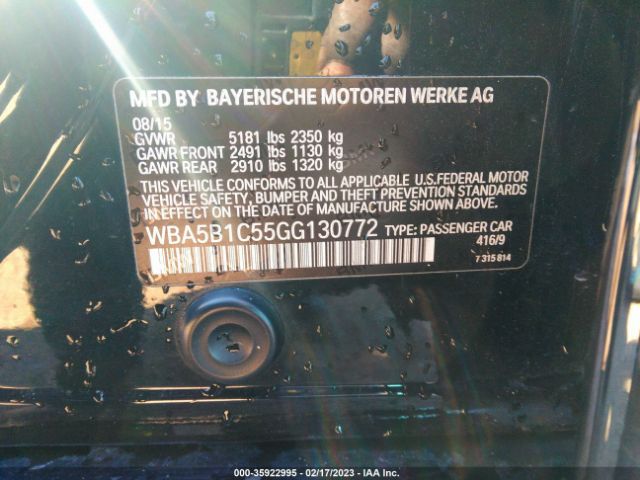 MFD BY BAYERISCHE MOTOREN WERKE AG
08/15
GVWR 5181 lbs 2350 kg
GAWR FRONT 2491 lbs 1130 kg
GAWR REAR 2910 lbs 1320 kg
THIS VEHICLE CONFORMS TO ALL APPLICABLE U.S.FEDERAL MOTOR
VEHICLE SAFETY, BUMPER AND THEFT PREVENTION STANDARDS
IN EFFECT ON THE DATE OF MANUFACTURE SHOWN ABOVE.
WBA5B1C55GG130772 TYPE: PASSENGER CAR
416/9
7 315 814
000-35922995 - 02/17/2023 - IAA Inc.